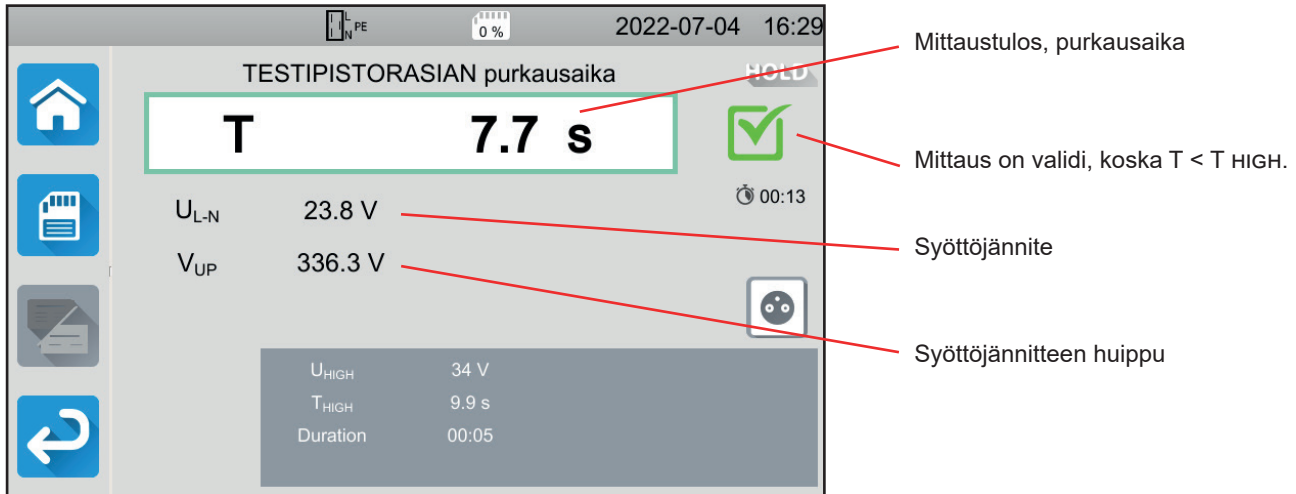 L
N PE
0 %
2022-07-04 16:29
TESTIPISTORASIAN purkausaika
HOLD
T 7.7 s
00:13
UL-N 23.8 V
VUP 336.3 V
UHIGH 34 V
THIGH 9.9 s
Duration 00:05
Mittaustulos, purkausaika
Mittaus on validi, koska T < T HIGH.
Syöttöjännite
Syöttöjännitteen huippu